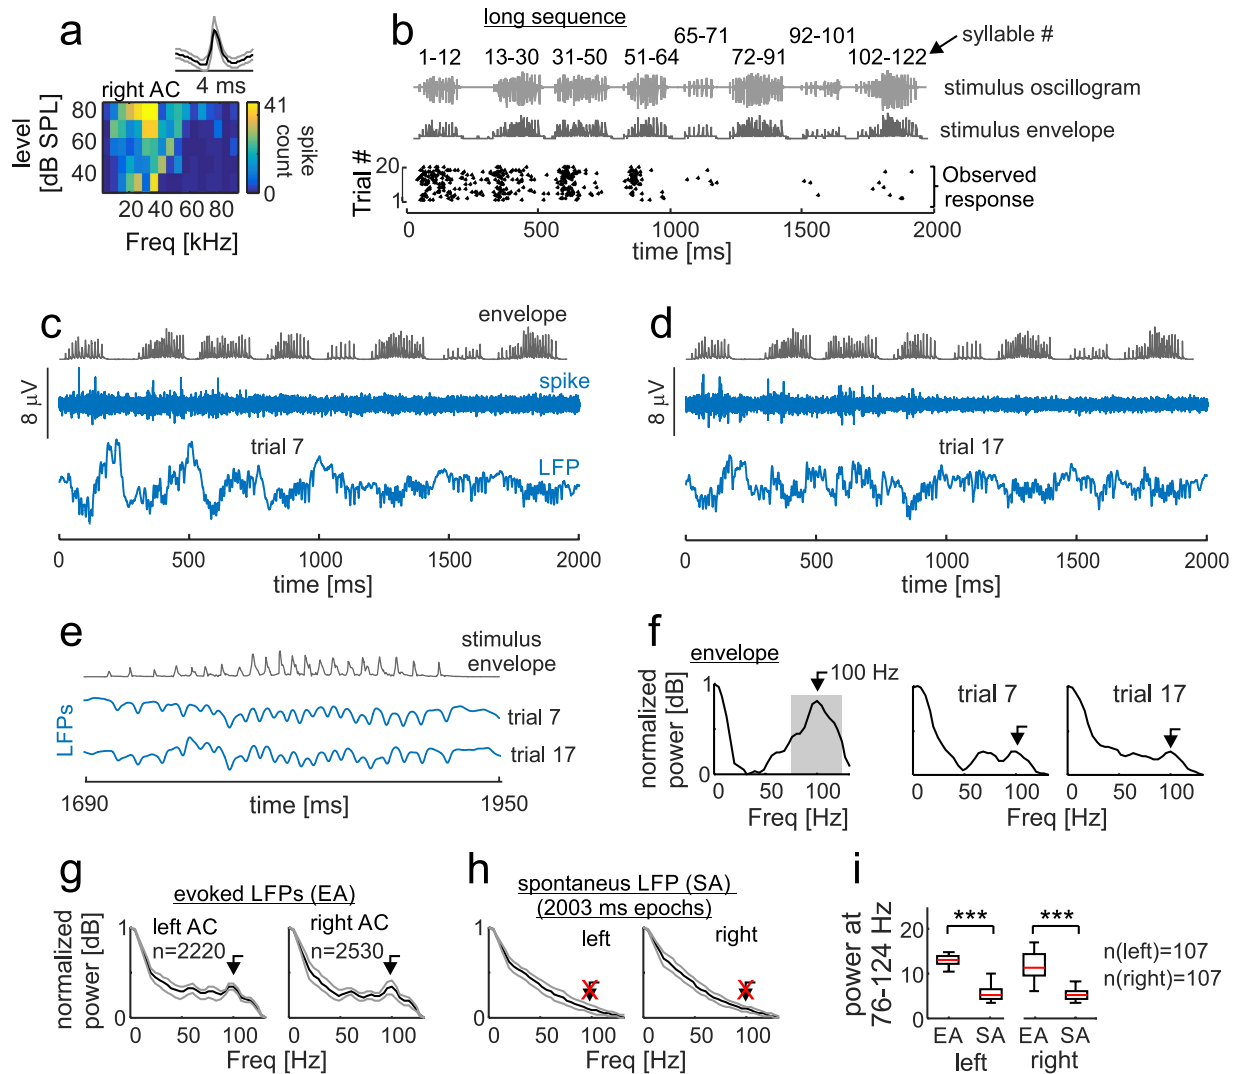 a
4 ms
right AC
80
60
40
level
[dB SPL]
20 40 60 80
Freq [kHz]
41
0
spike
count
b
long sequence
1-12
13-30
31-50
51-64
65-71
72-91
92-101
102-122
syllable #
stimulus oscillogram
stimulus envelope
Trial #
20
1
Observed
response
0 500 1000 1500 2000
time [ms]
c
envelope
8 µV
spike
trial 7
LFP
0 500 1000 1500 2000
time [ms]
d
8 µV
trial 17
0 500 1000 1500 2000
time [ms]
e
stimulus
envelope
LFPs
trial 7
trial 17
1690 time [ms] 1950
f
envelope
100 Hz
normalized
power [dB]
1
0
0 50 100
Freq [Hz]
trial 7
1
0
0 50 100
trial 17
1
0
0 50 100
Freq [Hz]
g
evoked LFPs (EA)
normalized
power [dB]
1
0
left AC
n=2220
0 50 100
1
0
right AC
n=2530
0 50 100
Freq [Hz]
h
spontaneus LFP (SA)
(2003 ms epochs)
1
0
left
0 50 100
1
0
right
0 50 100
Freq [Hz]
i
power at
76-124 Hz
20
10
0
*** ***
n(left)=107
n(right)=107
EA SA EA SA
left right